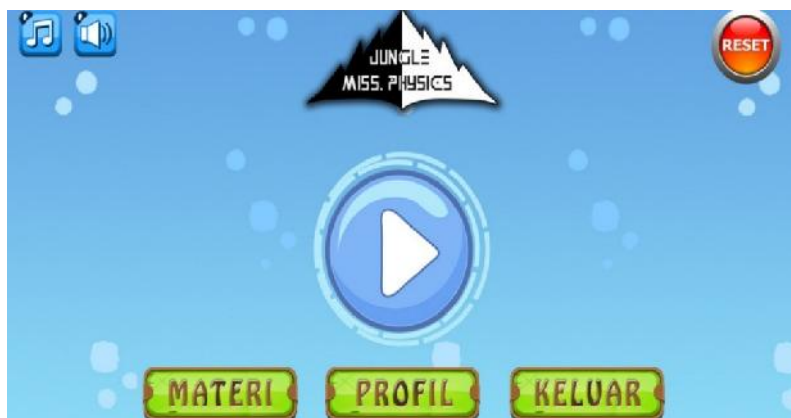 JUNGLE
MISS. PHYSICS
RESET
MATERI
PROFIL
KELUAR